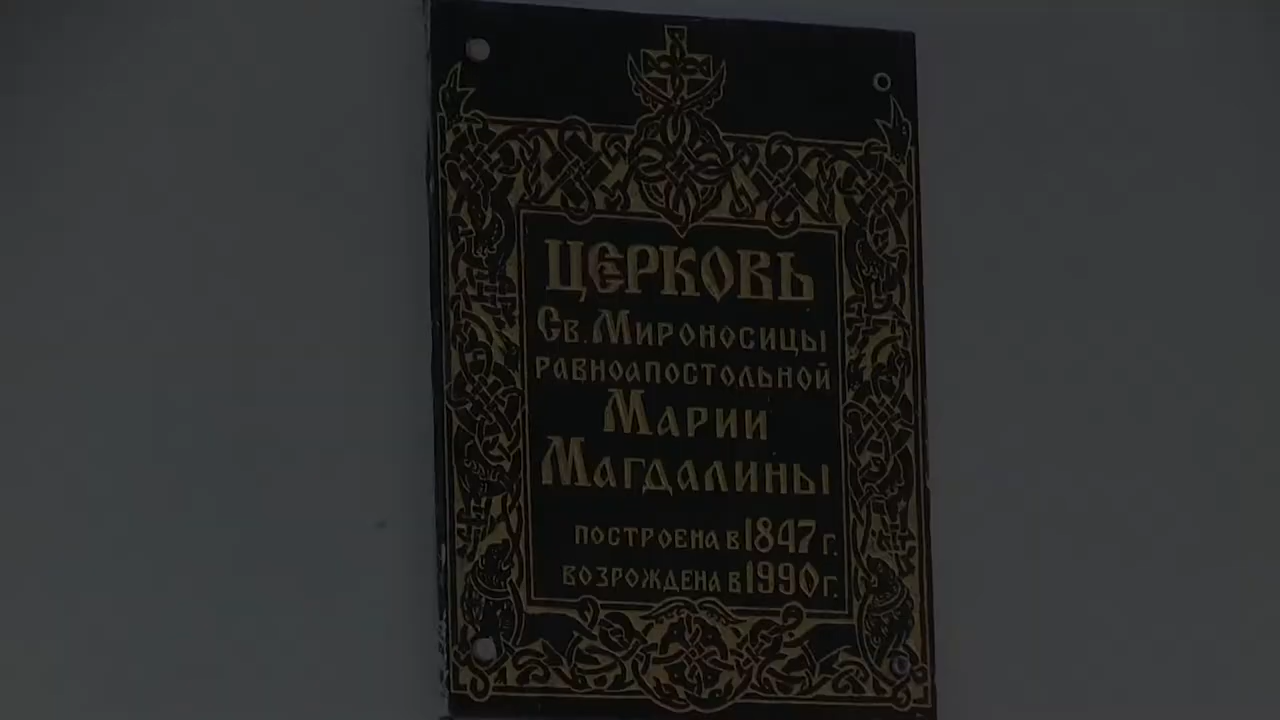 ЦЕРКОВЬ
Св. Мироносицы
равноапостольной
Марии
Магдалины
построена в 1847 г.
возрождена в 1990 г.